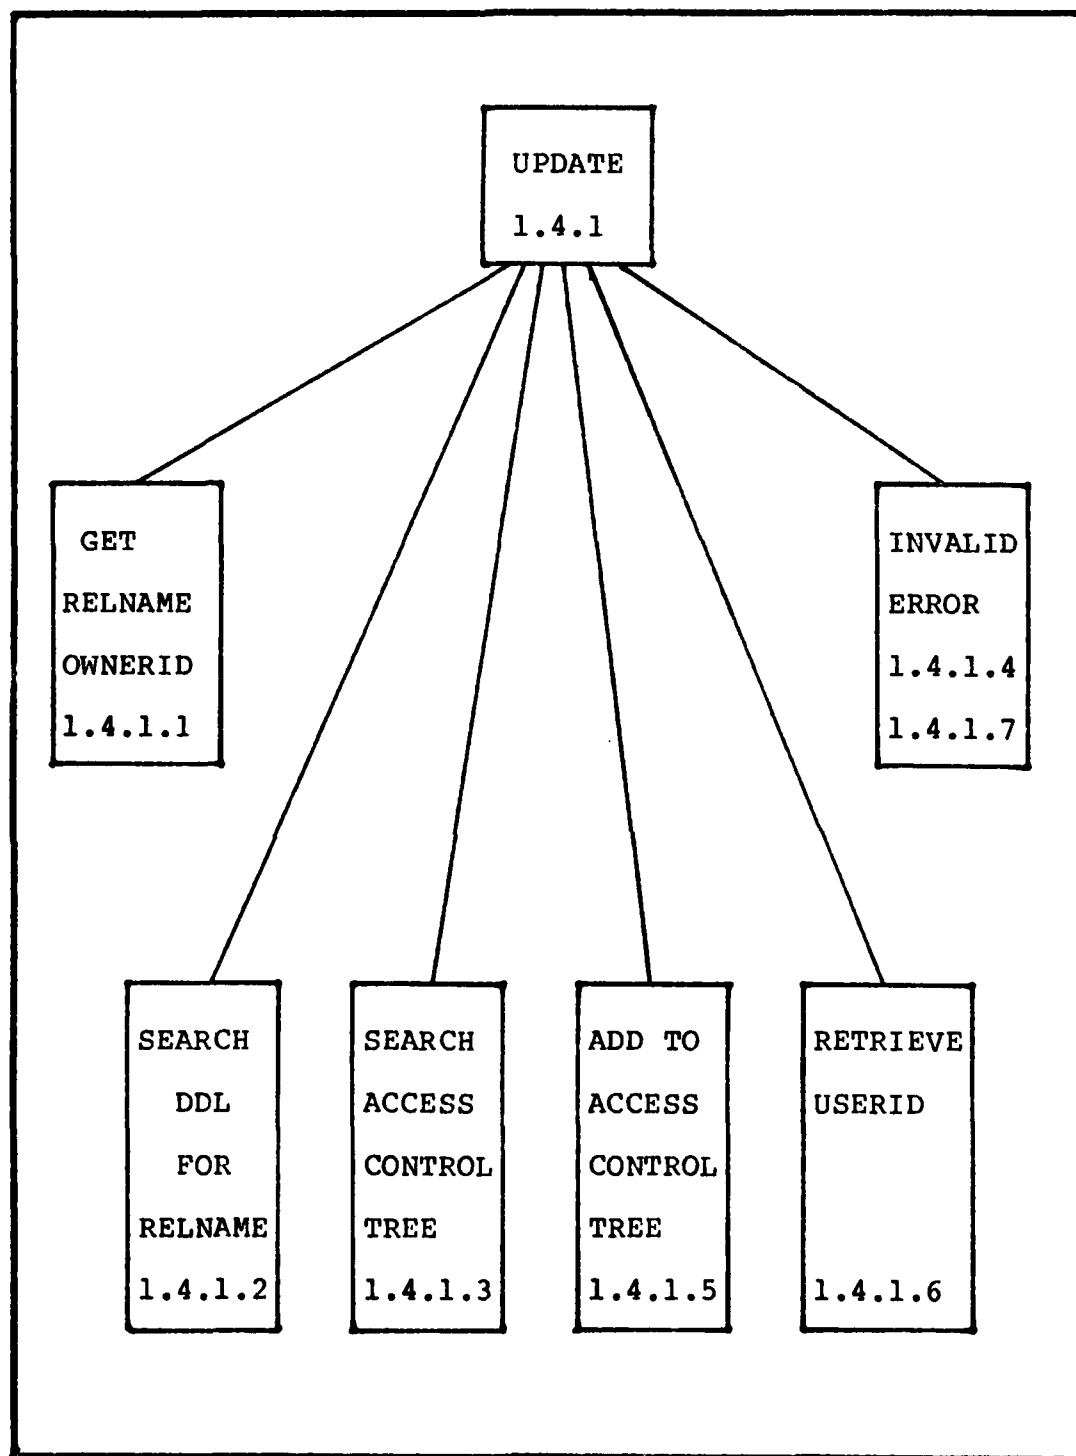 UPDATE
1.4.1
GET
RELNAME
OWNERID
1.4.1.1
INVALID
ERROR
1.4.1.4
1.4.1.7
SEARCH
DDL
FOR
RELNAME
1.4.1.2
SEARCH
ACCESS
CONTROL
TREE
1.4.1.3
ADD TO
ACCESS
CONTROL
TREE
1.4.1.5
RETRIEVE
USERID
1.4.1.6